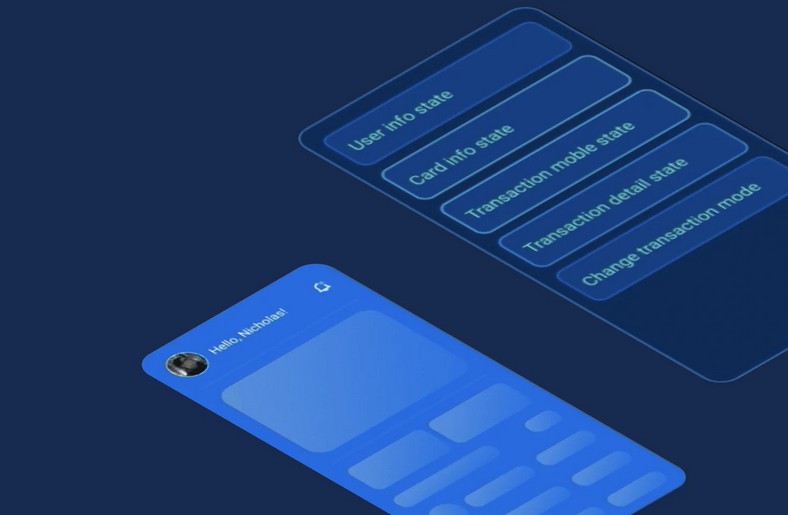 User info state
Card info state
Transaction moble state
Transaction detail state
Change transaction mode
Hello, Nicholas!